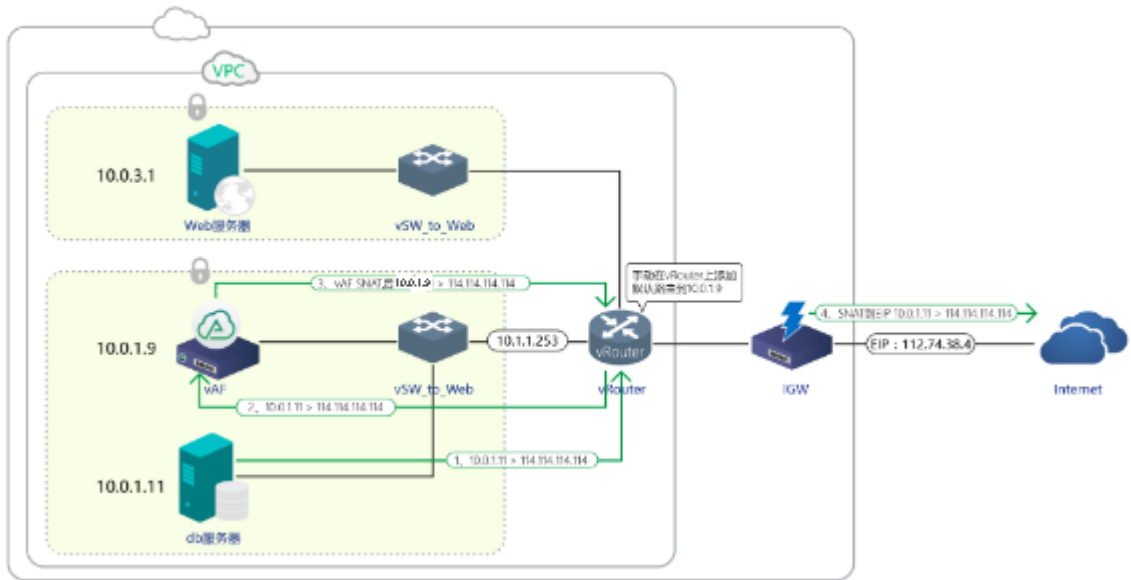 VPC
10.0.3.1
Web服务器
vSW_to_Web
3、vAF SNAT后10.0.1.9 > 114.114.114.114
手动在vRouter上添加
默认路由到10.0.1.9
10.0.1.9
vAF
vSW_to_Web
10.1.1.253
vRouter
vRouter
IGW
4、SNAT到EIP 10.0.1.11 > 114.114.114.114
EIP：112.74.38.4
Internet
2、10.0.1.11 > 114.114.114.114
1、10.0.1.11 > 114.114.114.114
10.0.1.11
db服务器